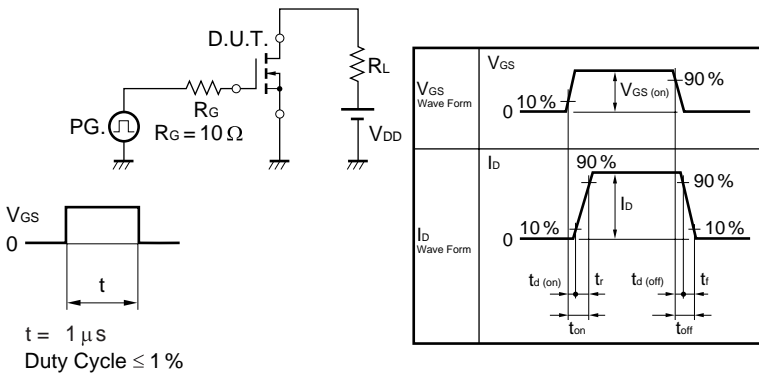 D.U.T.
RL
RG
PG.
RG = 10 Ω
VDD
VGS
0
t
t = 1 μs
Duty Cycle ≤ 1 %
VGS
Wave Form
VGS
10 %
VGS (on)
90 %
0
ID
Wave Form
ID
90 %
90 %
10 %
ID
10 %
0
td (on)
tr
td (off)
tf
ton
toff